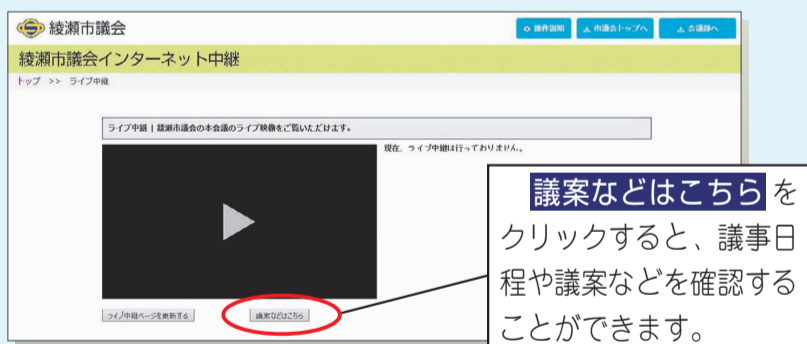 綾瀬市議会
操作説明
市議会トップへ
会議録へ
綾瀬市議会インターネット中継
トップ >> ライブ中継
ライブ中継 | 綾瀬市議会の本会議のライブ映像をご覧いただけます。
現在、ライブ中継は行っておりません。
ライブ中継ページを更新する
議案などはこちら
議案などはこちら を
クリックすると、議事日
程や議案などを確認する
ことができます。